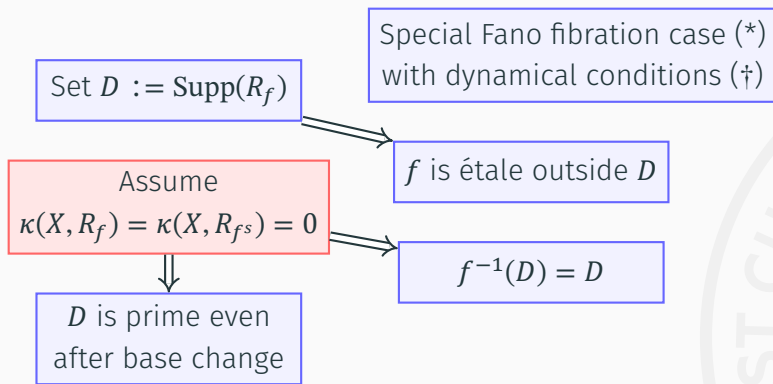 Special Fano fibration case (*)
with dynamical conditions (†)
Set D := Supp(R_f)
f is étale outside D
Assume
κ(X, R_f) = κ(X, R_{f^s}) = 0
f^{-1}(D) = D
D is prime even
after base change